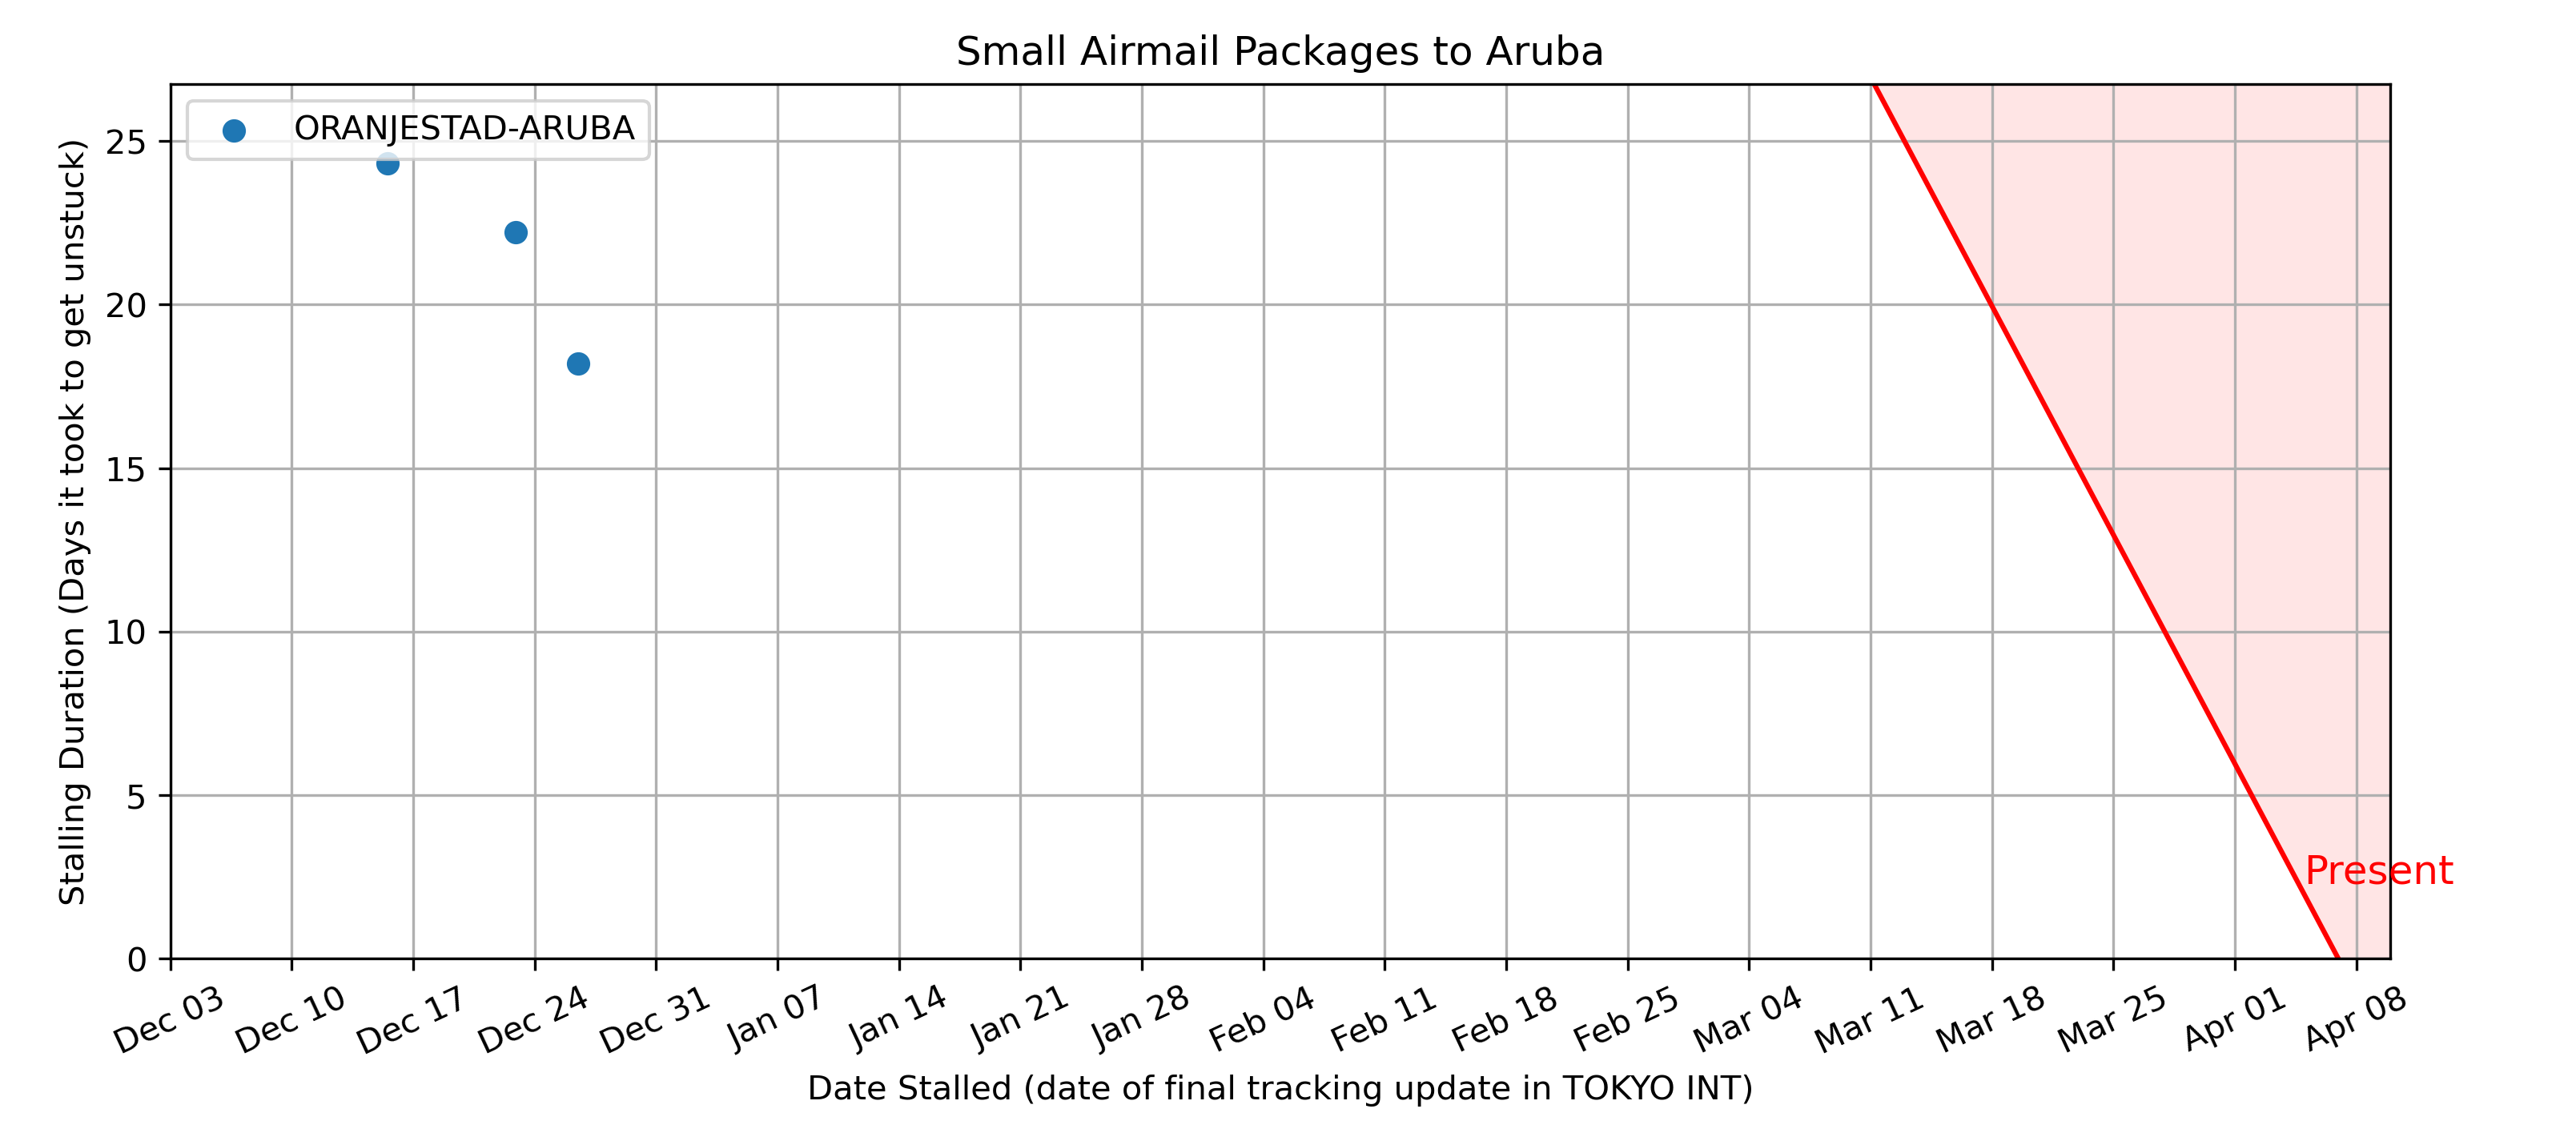 Small Airmail Packages to Aruba
ORANJESTAD-ARUBA
Stalling Duration (Days it took to get unstuck)
25
20
15
10
5
0
Present
Dec 03
Dec 10
Dec 17
Dec 24
Dec 31
Jan 07
Jan 14
Jan 21
Jan 28
Feb 04
Feb 11
Feb 18
Feb 25
Mar 04
Mar 11
Mar 18
Mar 25
Apr 01
Apr 08
Date Stalled (date of final tracking update in TOKYO INT)